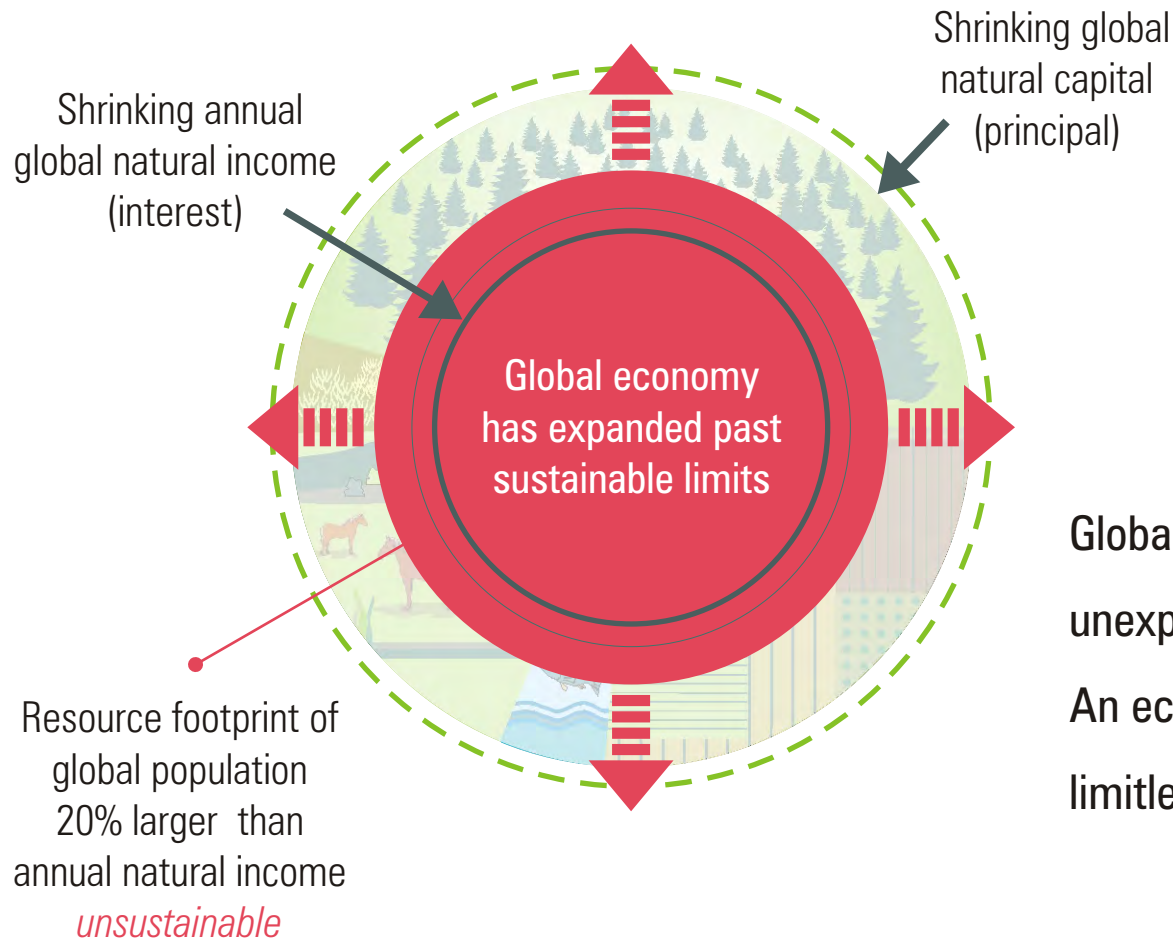 Shrinking global
natural capital
(principal)
Shrinking annual
global natural income
(interest)
Global economy
has expanded past
sustainable limits
Resource footprint of
global population
20% larger than
annual natural income
unsustainable
An